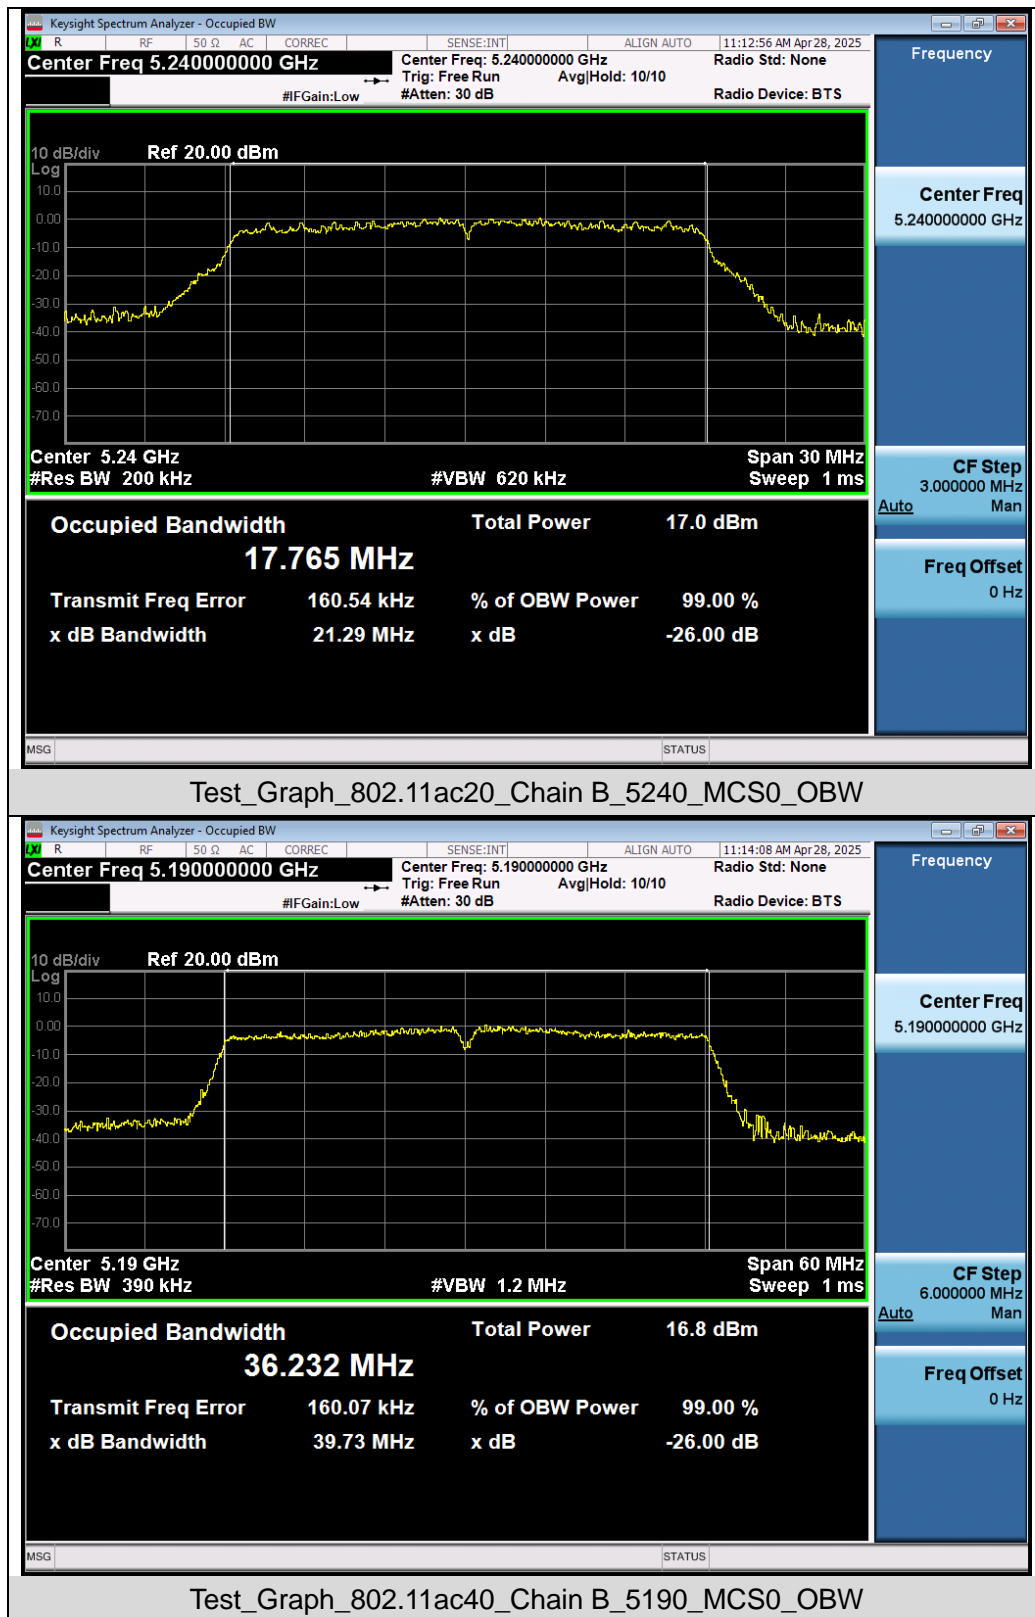 Keysight Spectrum Analyzer - Occupied BW
LXI R RF 50 Ω AC CORREC SENSE:INT ALIGN AUTO 11:12:56 AM Apr 28, 2025
Center Freq 5.240000000 GHz
Center Freq: 5.240000000 GHz Radio Std: None
Trig: Free Run Avg|Hold: 10/10
#IFGain:Low #Atten: 30 dB Radio Device: BTS
10 dB/div Ref 20.00 dBm
Log
10.0
0.00
-10.0
-20.0
-30.0
-40.0
-50.0
-60.0
-70.0
Center 5.24 GHz Span 30 MHz
#Res BW 200 kHz #VBW 620 kHz Sweep 1 ms
Occupied Bandwidth Total Power 17.0 dBm
17.765 MHz
Transmit Freq Error 160.54 kHz % of OBW Power 99.00 %
x dB Bandwidth 21.29 MHz x dB -26.00 dB
MSG STATUS
Frequency
Center Freq
5.240000000 GHz
CF Step
3.000000 MHz
Auto Man
Freq Offset
0 Hz
Test_Graph_802.11ac20_Chain B_5240_MCS0_OBW
Keysight Spectrum Analyzer - Occupied BW
LXI R RF 50 Ω AC CORREC SENSE:INT ALIGN AUTO 11:14:08 AM Apr 28, 2025
Center Freq 5.190000000 GHz
Center Freq: 5.190000000 GHz Radio Std: None
Trig: Free Run Avg|Hold: 10/10
#IFGain:Low #Atten: 30 dB Radio Device: BTS
10 dB/div Ref 20.00 dBm
Log
10.0
0.00
-10.0
-20.0
-30.0
-40.0
-50.0
-60.0
-70.0
Center 5.19 GHz Span 60 MHz
#Res BW 390 kHz #VBW 1.2 MHz Sweep 1 ms
Occupied Bandwidth Total Power 16.8 dBm
36.232 MHz
Transmit Freq Error 160.07 kHz % of OBW Power 99.00 %
x dB Bandwidth 39.73 MHz x dB -26.00 dB
MSG STATUS
Frequency
Center Freq
5.190000000 GHz
CF Step
6.000000 MHz
Auto Man
Freq Offset
0 Hz
Test_Graph_802.11ac40_Chain B_5190_MCS0_OBW